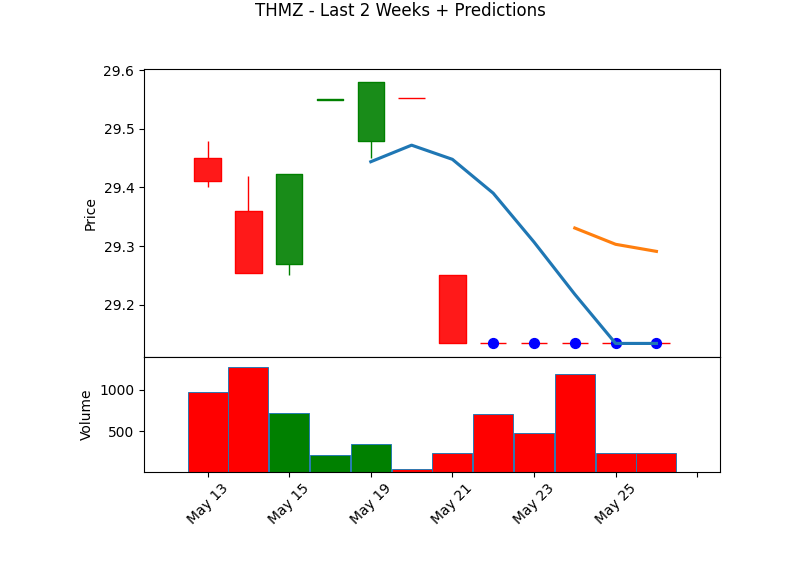 THMZ - Last 2 Weeks + Predictions
29.6
29.5
29.4
29.3
29.2
Price
1000
500
Volume
May 13
May 15
May 19
May 21
May 23
May 25